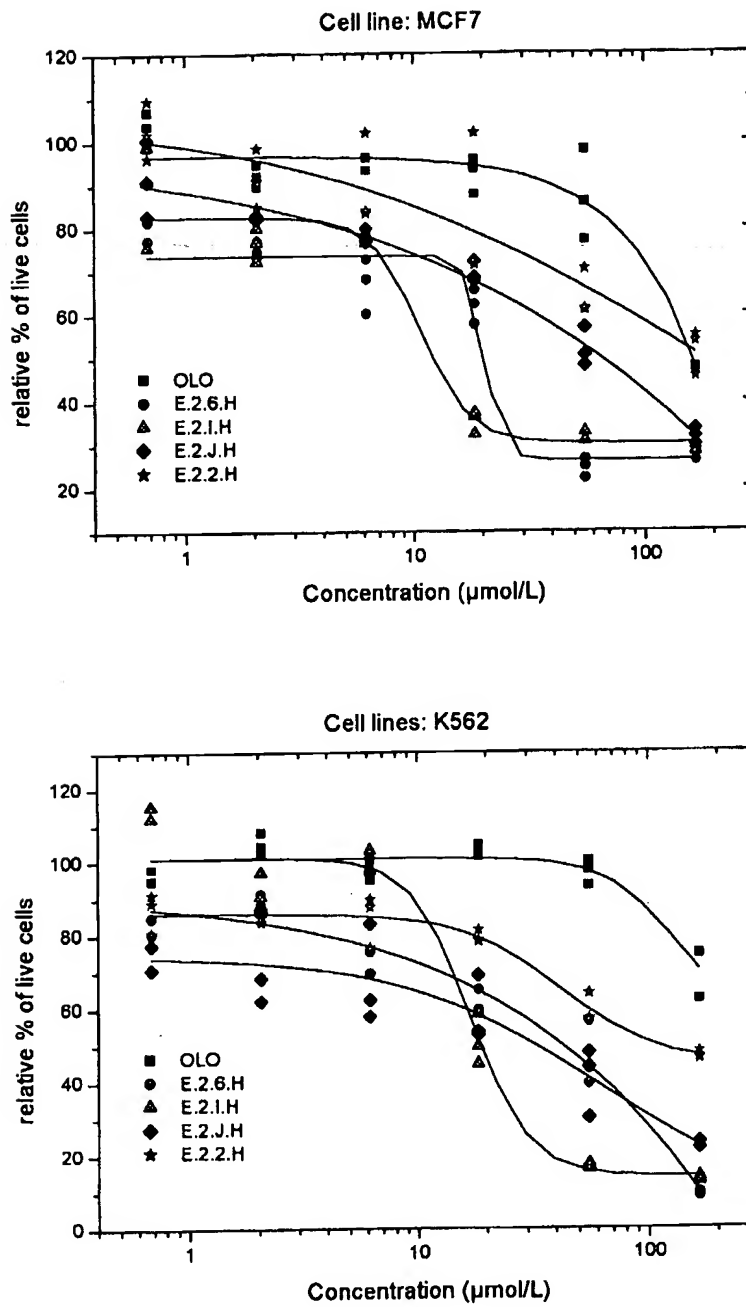 Cell line: MCF7
120
100
80
60
40
20
relative % of live cells
OLO
E.2.6.H
E.2.I.H
E.2.J.H
E.2.2.H
1
10
100
Concentration (µmol/L)
Cell lines: K562
120
100
80
60
40
20
0
relative % of live cells
OLO
E.2.6.H
E.2.I.H
E.2.J.H
E.2.2.H
1
10
100
Concentration (µmol/L)